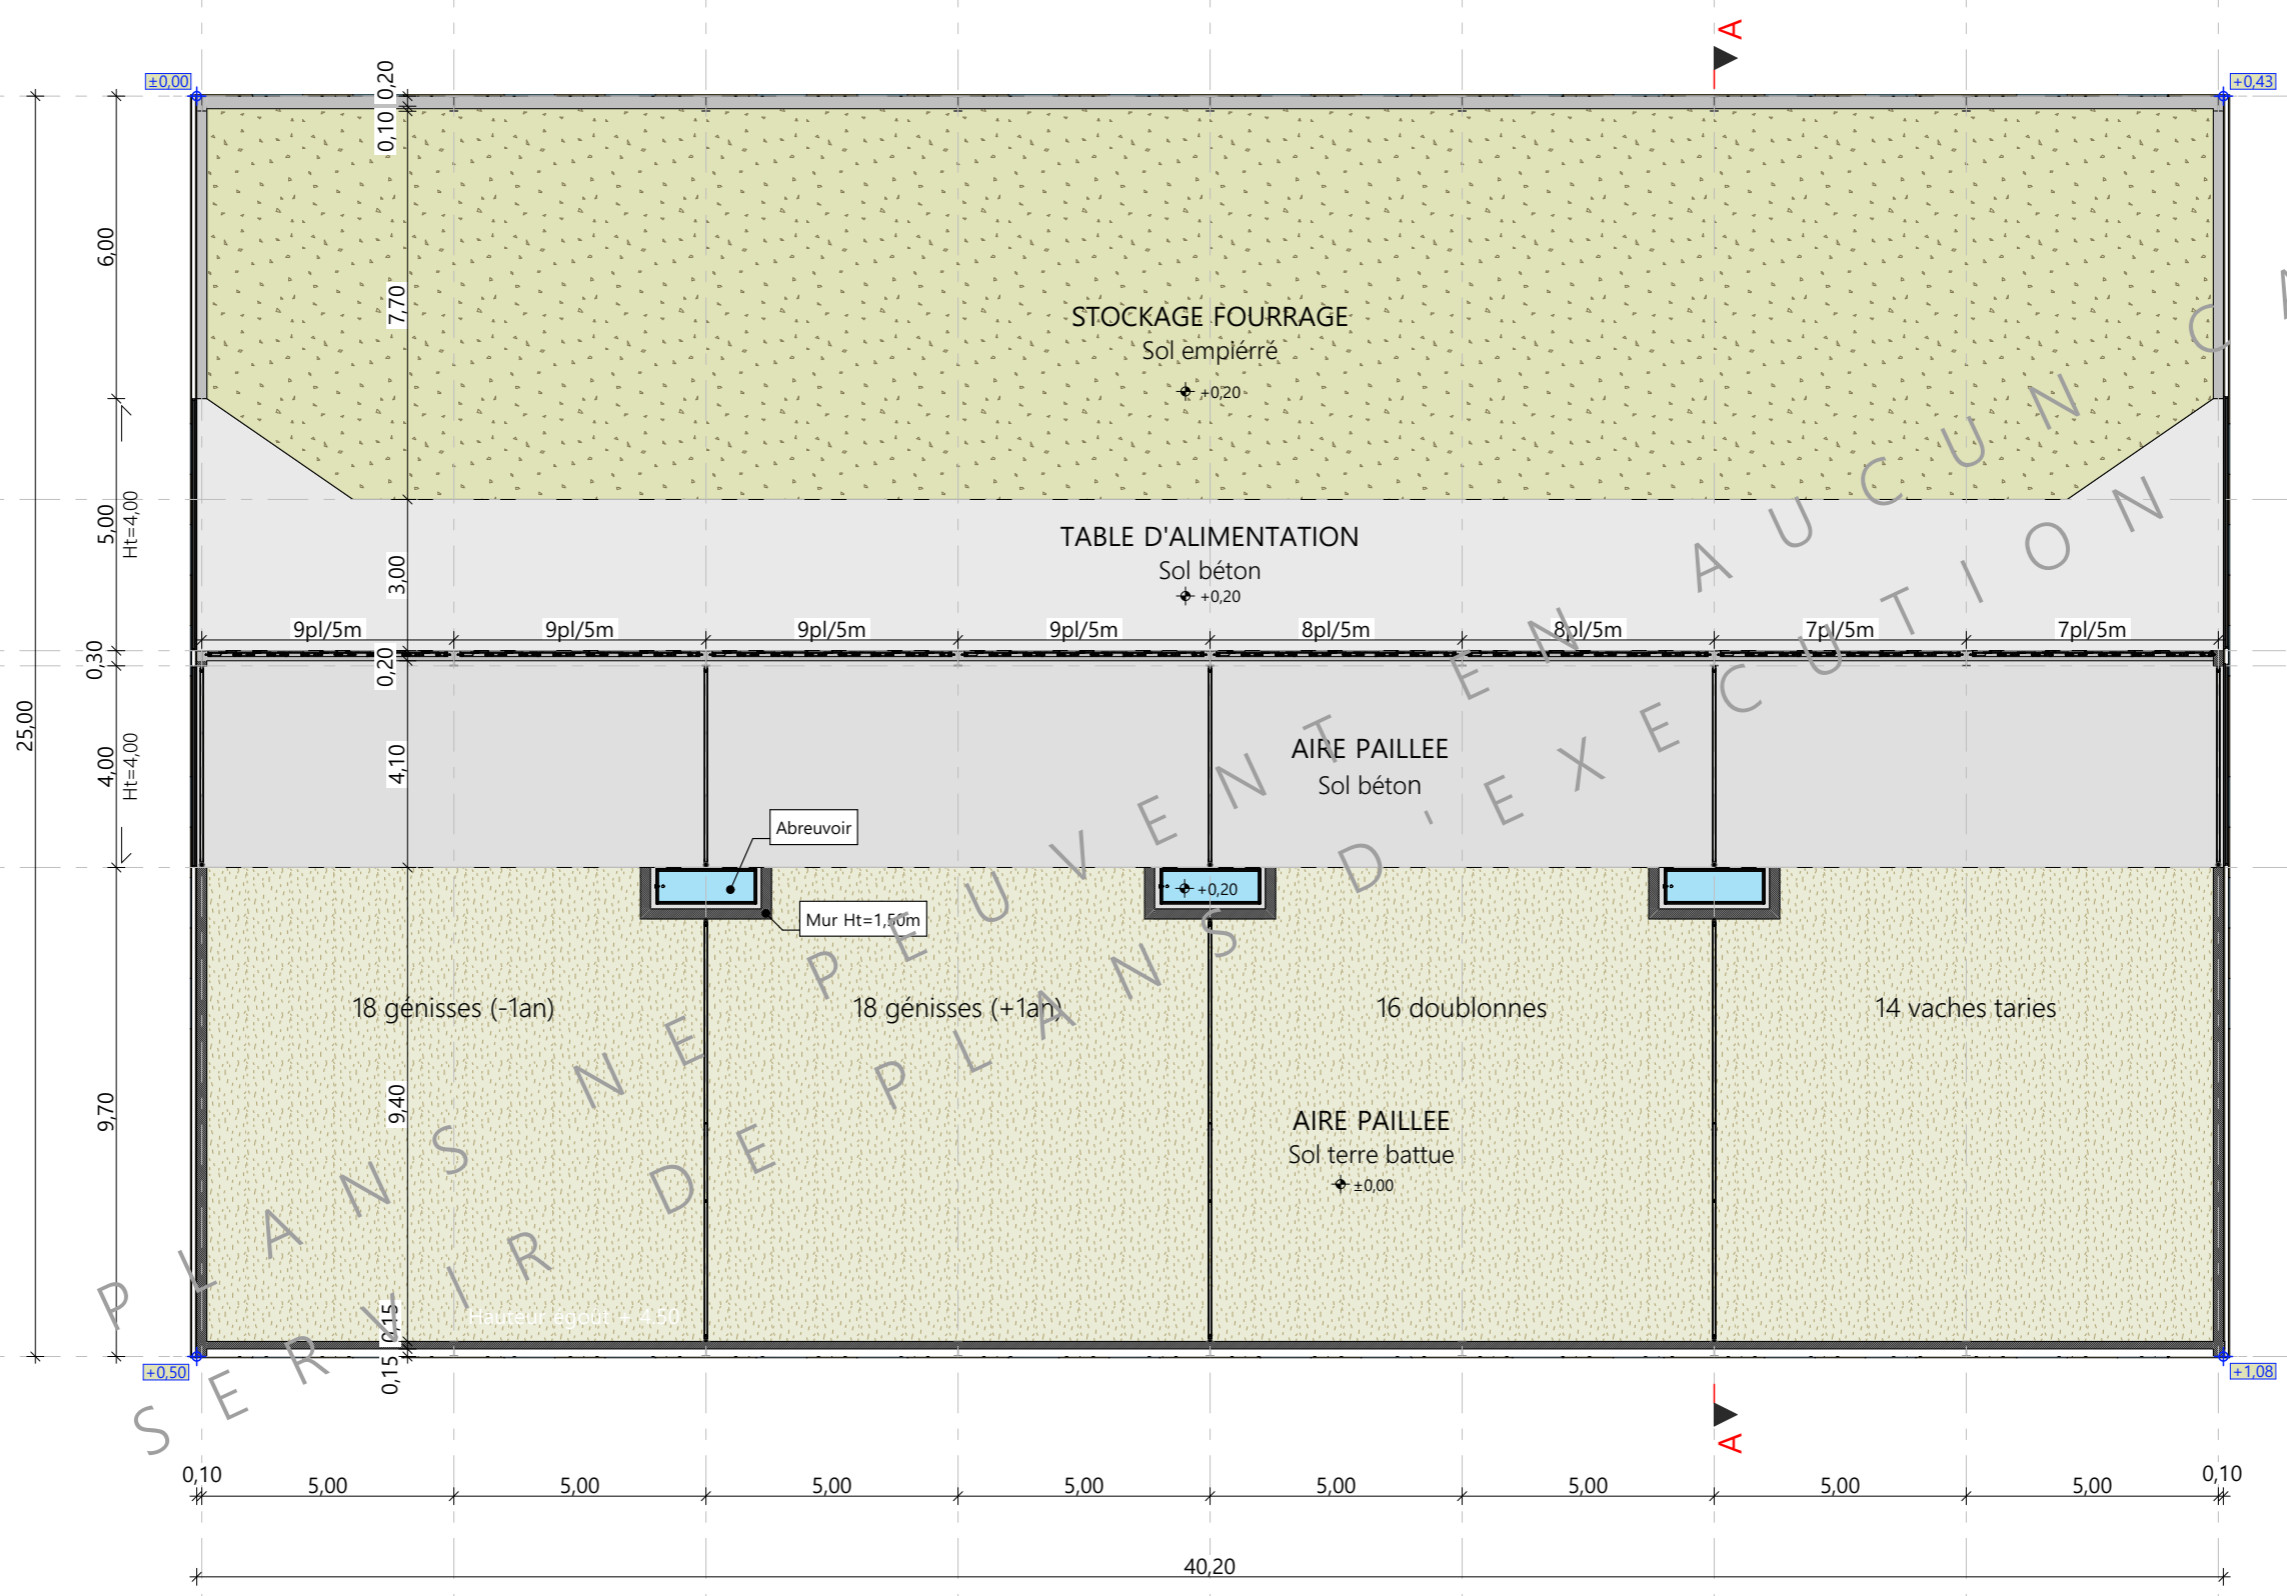 A
±0,00
+0,43
0,20
0,10
6,00
7,70
STOCKAGE FOURRAGE
Sol empiérré
+0,20
5,00
Ht=4,00
TABLE D'ALIMENTATION
Sol béton
+0,20
3,00
9pl/5m
9pl/5m
9pl/5m
9pl/5m
8pl/5m
8pl/5m
7pl/5m
7pl/5m
0,30
0,20
25,00
4,00
Ht=4,00
4,10
AIRE PAILLEE
Sol béton
Abreuvoir
+0,20
Mur Ht=1,50m
18 génisses (-1an)
18 génisses (+1an)
16 doublonnes
14 vaches taries
9,70
9,40
AIRE PAILLEE
Sol terre battue
±0,00
Hauteur egout + 4.50
0,15
0,15
+0,50
+1,08
A
0,10
5,00
5,00
5,00
5,00
5,00
5,00
5,00
5,00
0,10
40,20
PLANS NE PEUVENT EN AUCUN CA
SERVIR DE PLANS D'EXECUTION